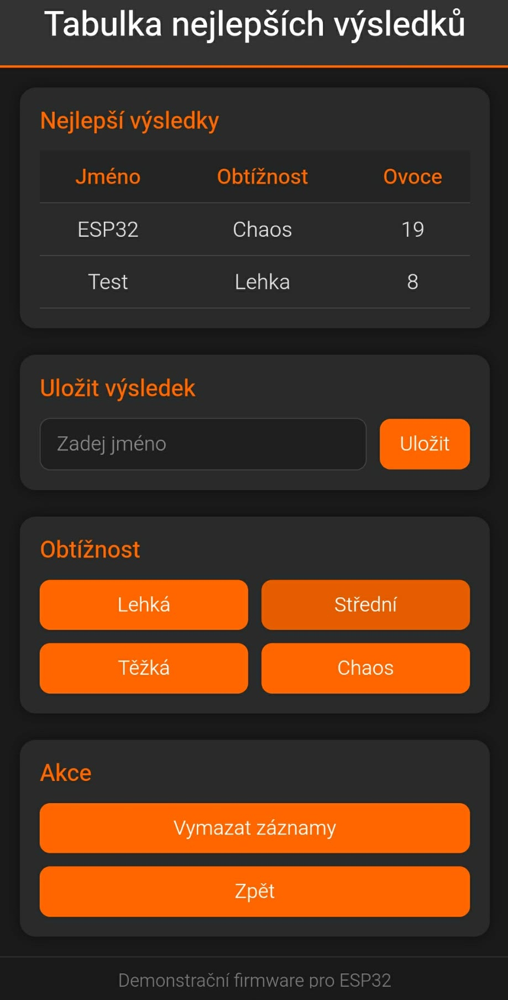 Tabulka nejlepších výsledků
Nejlepší výsledky
Jméno Obtížnost Ovoce
ESP32 Chaos 19
Test Lehka 8
Uložit výsledek
Zadej jméno Uložit
Obtížnost
Lehká Střední
Těžká Chaos
Akce
Vymazat záznamy
Zpět
Demonstrační firmware pro ESP32